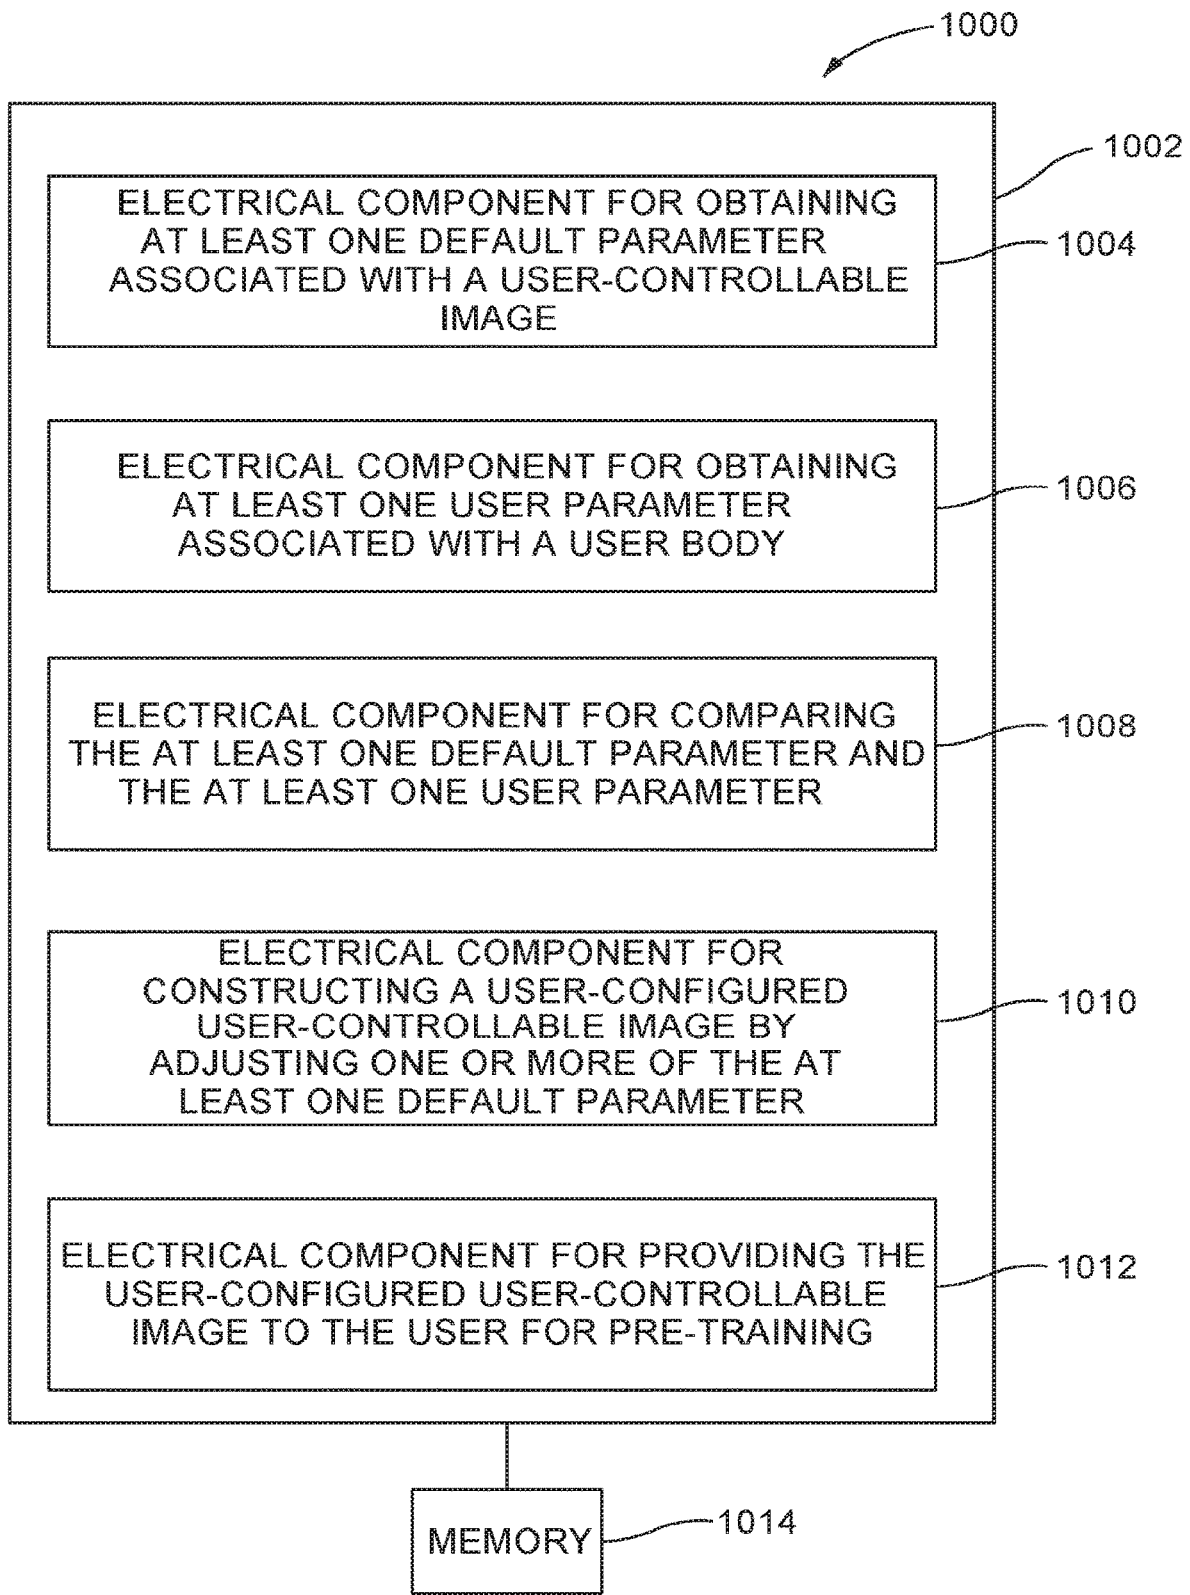 1000
1002
ELECTRICAL COMPONENT FOR OBTAINING
AT LEAST ONE DEFAULT PARAMETER
ASSOCIATED WITH A USER-CONTROLLABLE
IMAGE
1004
ELECTRICAL COMPONENT FOR OBTAINING
AT LEAST ONE USER PARAMETER
ASSOCIATED WITH A USER BODY
1006
ELECTRICAL COMPONENT FOR COMPARING
THE AT LEAST ONE DEFAULT PARAMETER AND
THE AT LEAST ONE USER PARAMETER
1008
ELECTRICAL COMPONENT FOR
CONSTRUCTING A USER-CONFIGURED
USER-CONTROLLABLE IMAGE BY
ADJUSTING ONE OR MORE OF THE AT
LEAST ONE DEFAULT PARAMETER
1010
ELECTRICAL COMPONENT FOR PROVIDING THE
USER-CONFIGURED USER-CONTROLLABLE
IMAGE TO THE USER FOR PRE-TRAINING
1012
MEMORY
1014